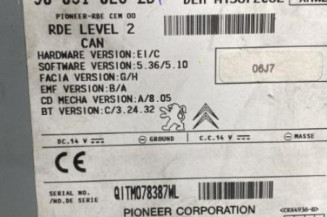 PIONEER-RBE CEM 00
RDE LEVEL 2
CAN
HARDWARE VERSION:EI/C
SOFTWARE VERSION:5.36/5.10
FACIA VERSION:G/H
EMF VERSION:B/A
CD MECHA VERSION:A/8.05
BT VERSION:C/3.24.32
06J7
DC.14 V ⎓ ⊖ GROUND C.C.14 V ⎓ ⊖ MASSE
CE
SERIAL NO.
/NO.DE SERIE
QITM078387WL
PIONEER CORPORATION